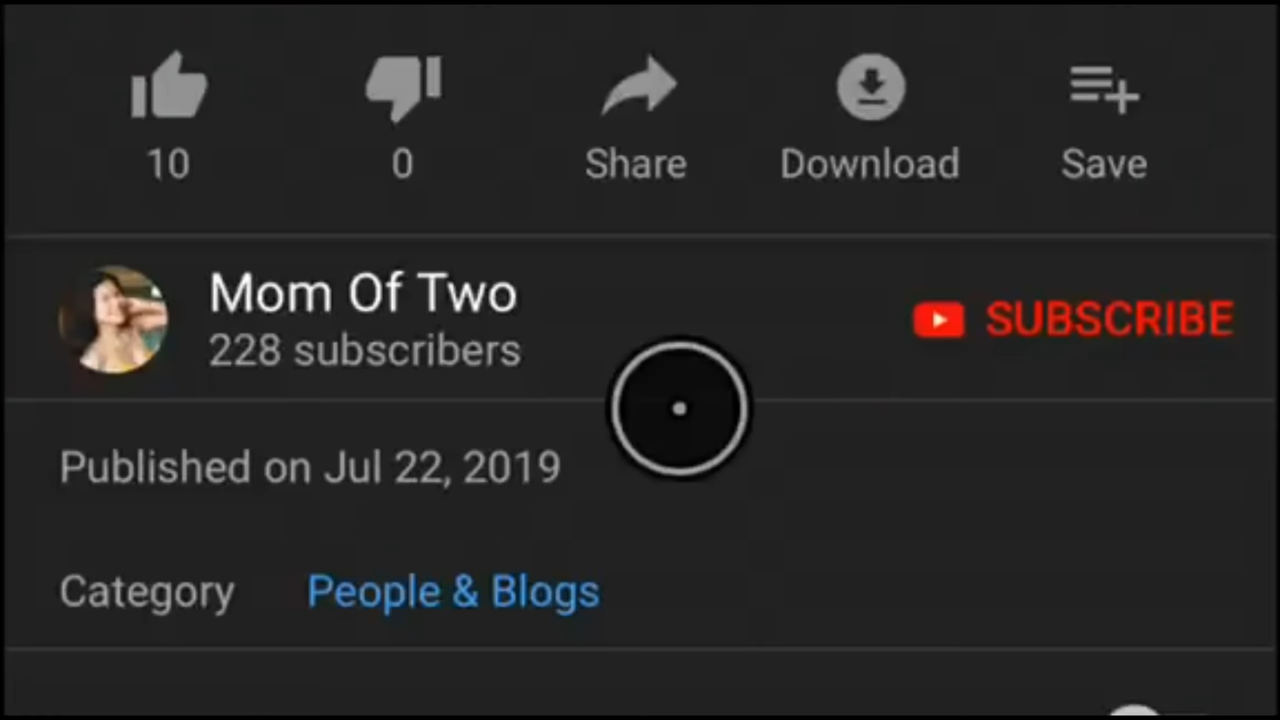 10 0 Share Download Save
Mom Of Two
228 subscribers
SUBSCRIBE
Published on Jul 22, 2019
Category People & Blogs